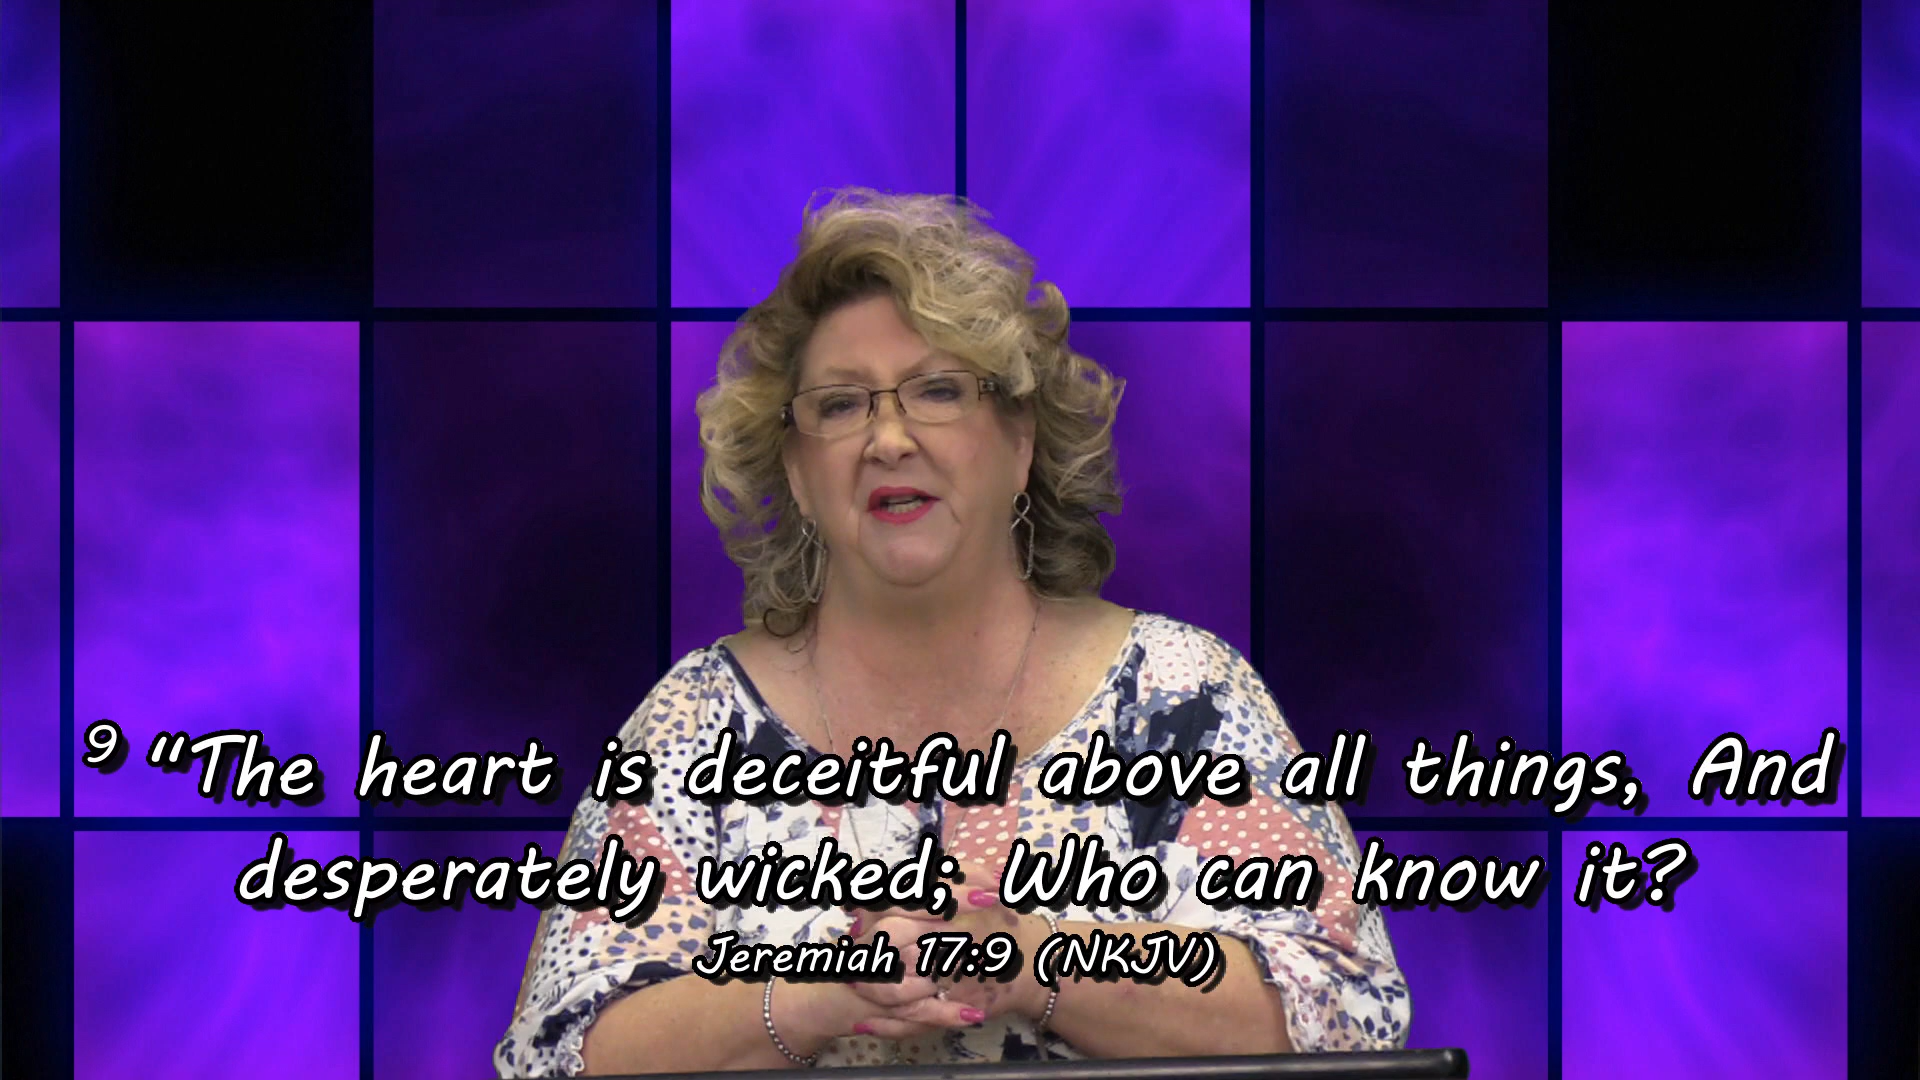 9 “The heart is deceitful above all things, And
desperately wicked; Who can know it?
Jeremiah 17:9 (NKJV)